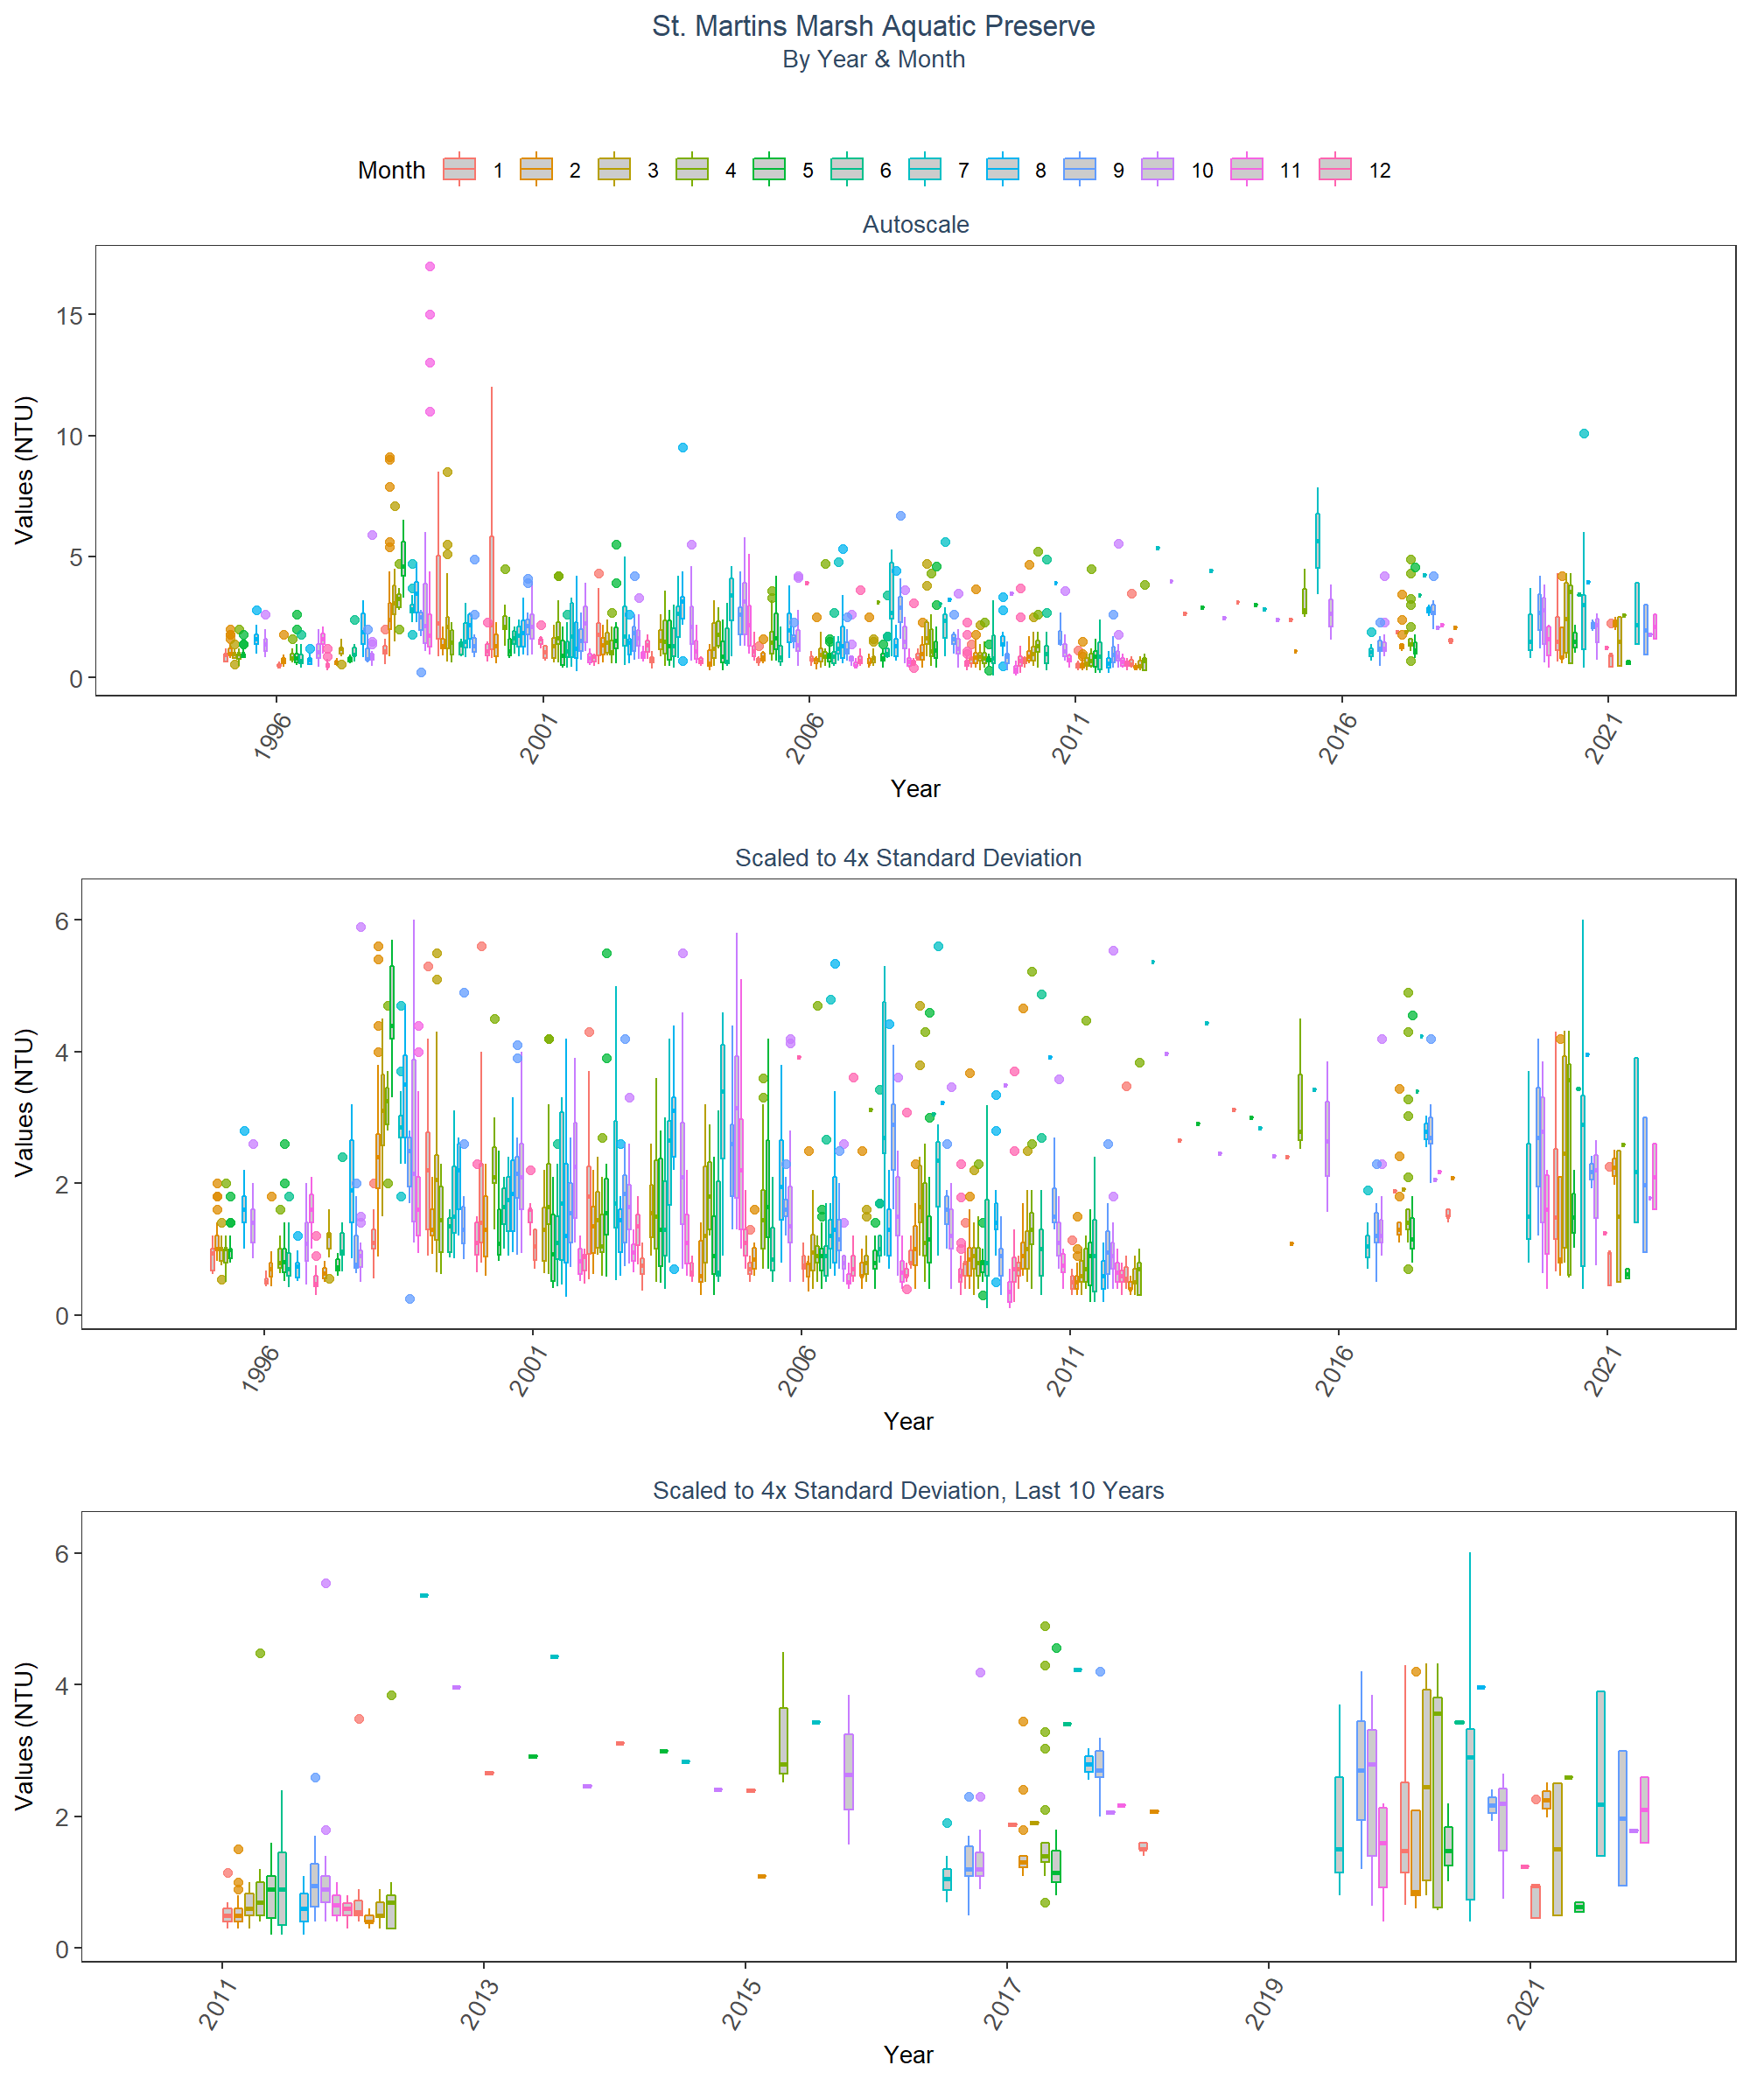 St. Martins Marsh Aquatic Preserve
By Year & Month
Month 1 2 3 4 5 6 7 8 9 10 11 12
Autoscale
Values (NTU)
15
10
5
0
1996 2001 2006 2011 2016 2021
Year
Scaled to 4x Standard Deviation
Values (NTU)
6
4
2
0
1996 2001 2006 2011 2016 2021
Year
Scaled to 4x Standard Deviation, Last 10 Years
Values (NTU)
6
4
2
0
2011 2013 2015 2017 2019 2021
Year